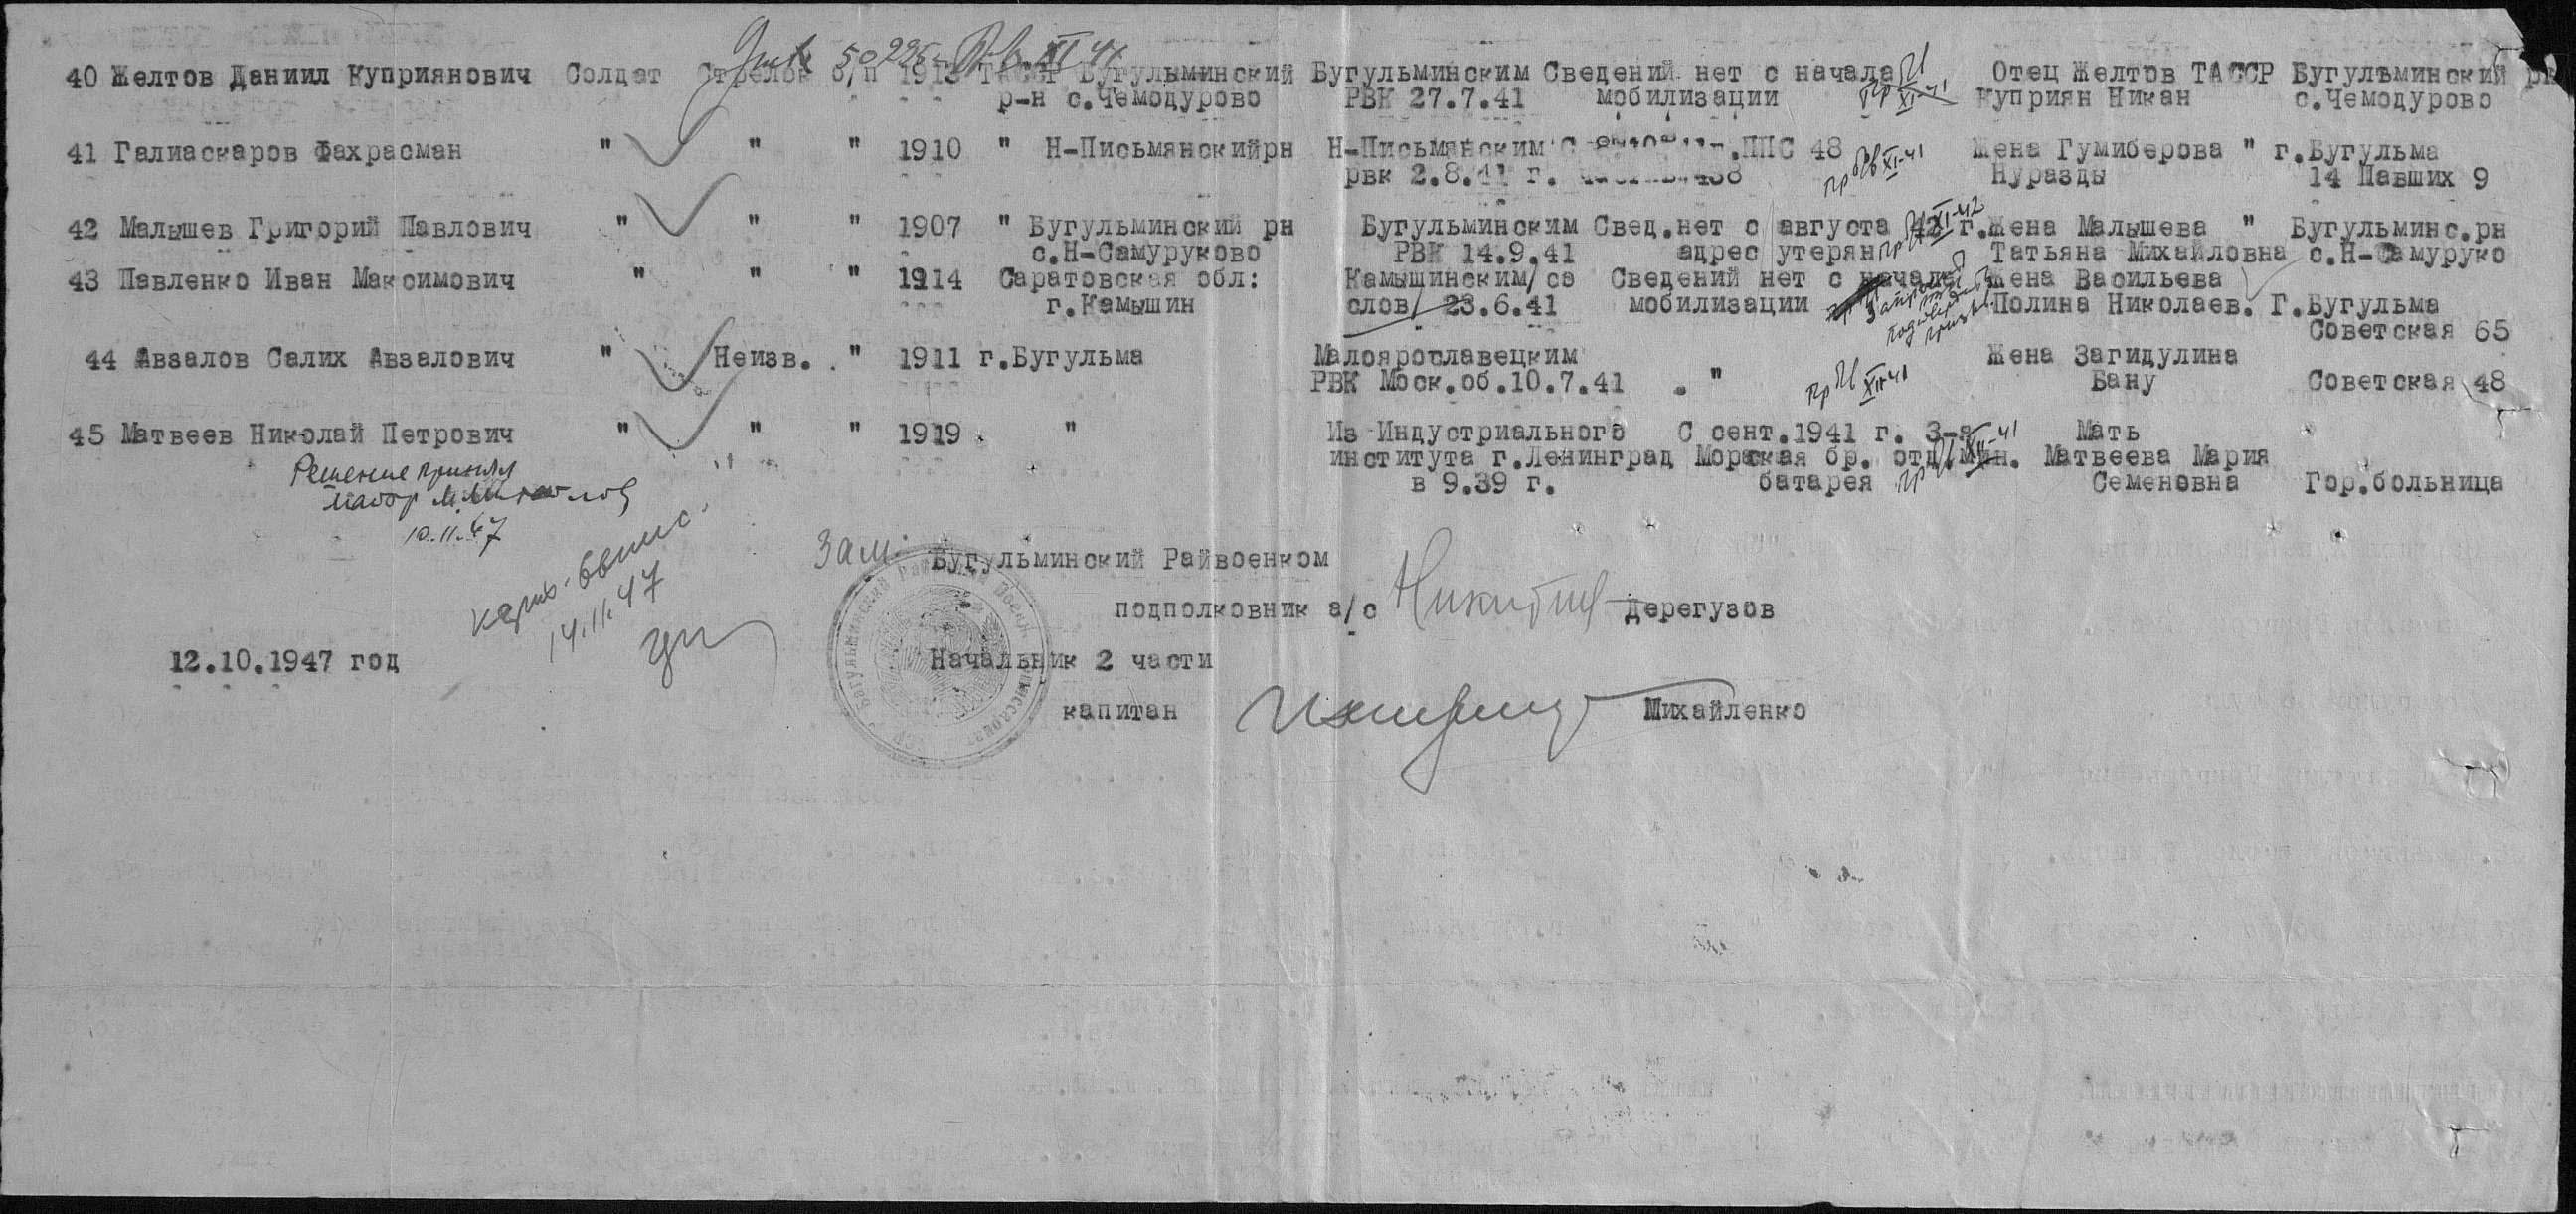 40 Желтов Даниил Куприянович Солдат Стрелок б/п 1913 ТАССР Бугульминский Бугульминским Сведений нет с начала Отец Желтов ТАССР Бугульминский рн
р-н с.Чемодурово РВК 27.7.41 мобилизации Куприян Никан с.Чемодурово
41 Галиаскаров Фахрасман " " " 1910 " Н-Письмянскийрн Н-Письмянским С ППС 48 Жена Гумиберова " г.Бугульма
рвк 2.8.41 г. Нуразды 14 Павших 9
42 Малышев Григорий Павлович " " " 1907 " Бугульминский рн Бугульминским Свед.нет с августа 42 г. Жена Малышева " Бугульминс.рн
с.Н-Самуруково РВК 14.9.41 адрес утерян Татьяна Михайловна с.Н-Самуруко
43 Павленко Иван Максимович " " " 1914 Саратовская обл: Камышинским/со Сведений нет с начала Жена Васильева
г.Камышин слов/ 23.6.41 мобилизации Полина Николаев. Г.Бугульма
Советская 65
44 Авзалов Салих Авзалович " Неизв. " 1911 г.Бугульма Малоярославецким Жена Загидулина
РВК Моск.об.10.7.41 " Бану Советская 48
45 Матвеев Николай Петрович " " " 1919 " Из Индустриального С сент.1941 г. 3-я Мать
института г.Ленинград Морская бр. отд.мин. Матвеева Мария
в 9.39 г. батарея Семеновна Гор.больница
Решение принял
майор
10.11.47
14.11.47
Зам. Бугульминский Райвоенком
подполковник а/с Дерегузов
12.10.1947 год
Начальник 2 части
капитан Михайленко